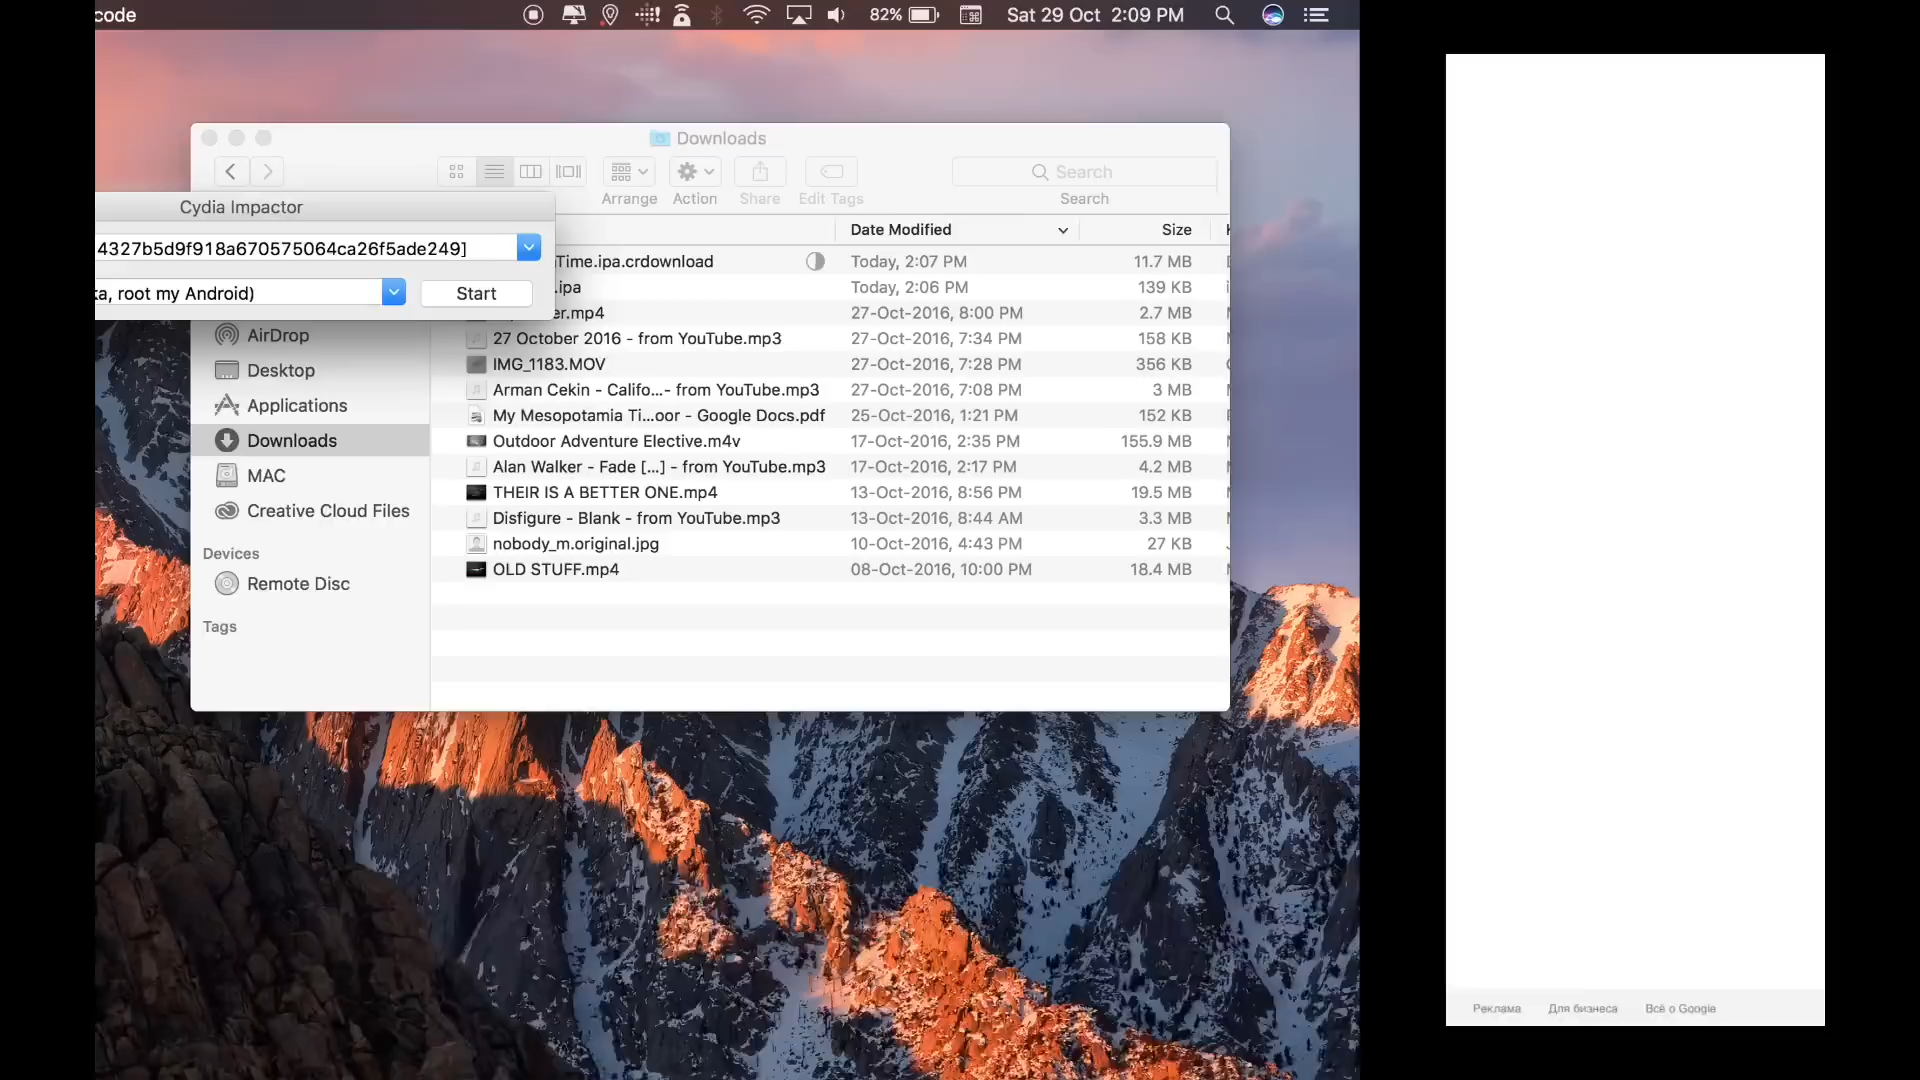 code
82%
Sat 29 Oct 2:09 PM
Downloads
Arrange
Action
Share
Edit Tags
Search
Search
Cydia Impactor
4327b5d9f918a670575064ca26f5ade249]
, root my Android)
Start
Date Modified
Size
Time.ipa.crdownload
Today, 2:07 PM
11.7 MB
.ipa
Today, 2:06 PM
139 KB
er.mp4
27-Oct-2016, 8:00 PM
2.7 MB
27 October 2016 - from YouTube.mp3
27-Oct-2016, 7:34 PM
158 KB
IMG_1183.MOV
27-Oct-2016, 7:28 PM
356 KB
Arman Cekin - Califo...- from YouTube.mp3
27-Oct-2016, 7:08 PM
3 MB
My Mesopotamia Ti...oor - Google Docs.pdf
25-Oct-2016, 1:21 PM
152 KB
Outdoor Adventure Elective.m4v
17-Oct-2016, 2:35 PM
155.9 MB
Alan Walker - Fade [...] - from YouTube.mp3
17-Oct-2016, 2:17 PM
4.2 MB
THEIR IS A BETTER ONE.mp4
13-Oct-2016, 8:56 PM
19.5 MB
Disfigure - Blank - from YouTube.mp3
13-Oct-2016, 8:44 AM
3.3 MB
nobody_m.original.jpg
10-Oct-2016, 4:43 PM
27 KB
OLD STUFF.mp4
08-Oct-2016, 10:00 PM
18.4 MB
AirDrop
Desktop
Applications
Downloads
MAC
Creative Cloud Files
Devices
Remote Disc
Tags
Реклама Для бизнеса Всё о Google